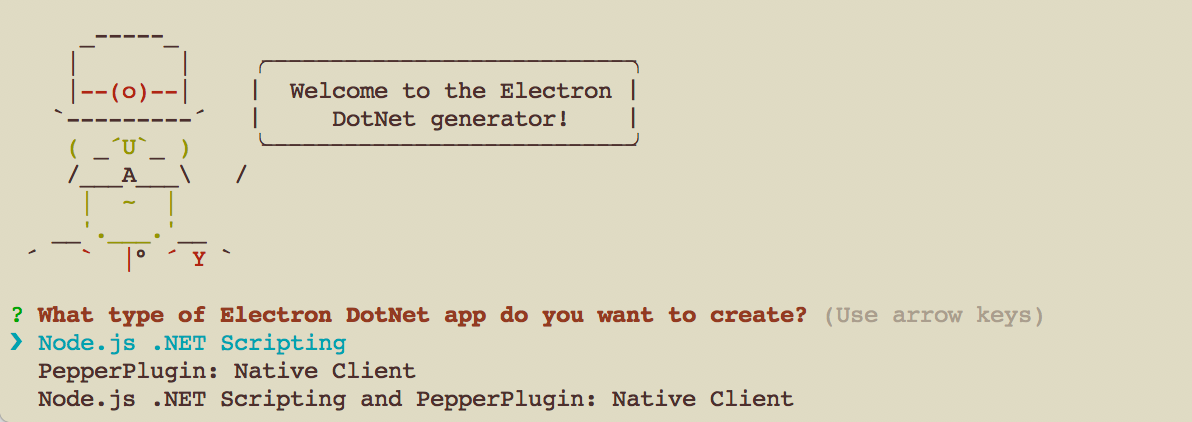 Welcome to the Electron
DotNet generator!
? What type of Electron DotNet app do you want to create? (Use arrow keys)
❯ Node.js .NET Scripting
PepperPlugin: Native Client
Node.js .NET Scripting and PepperPlugin: Native Client